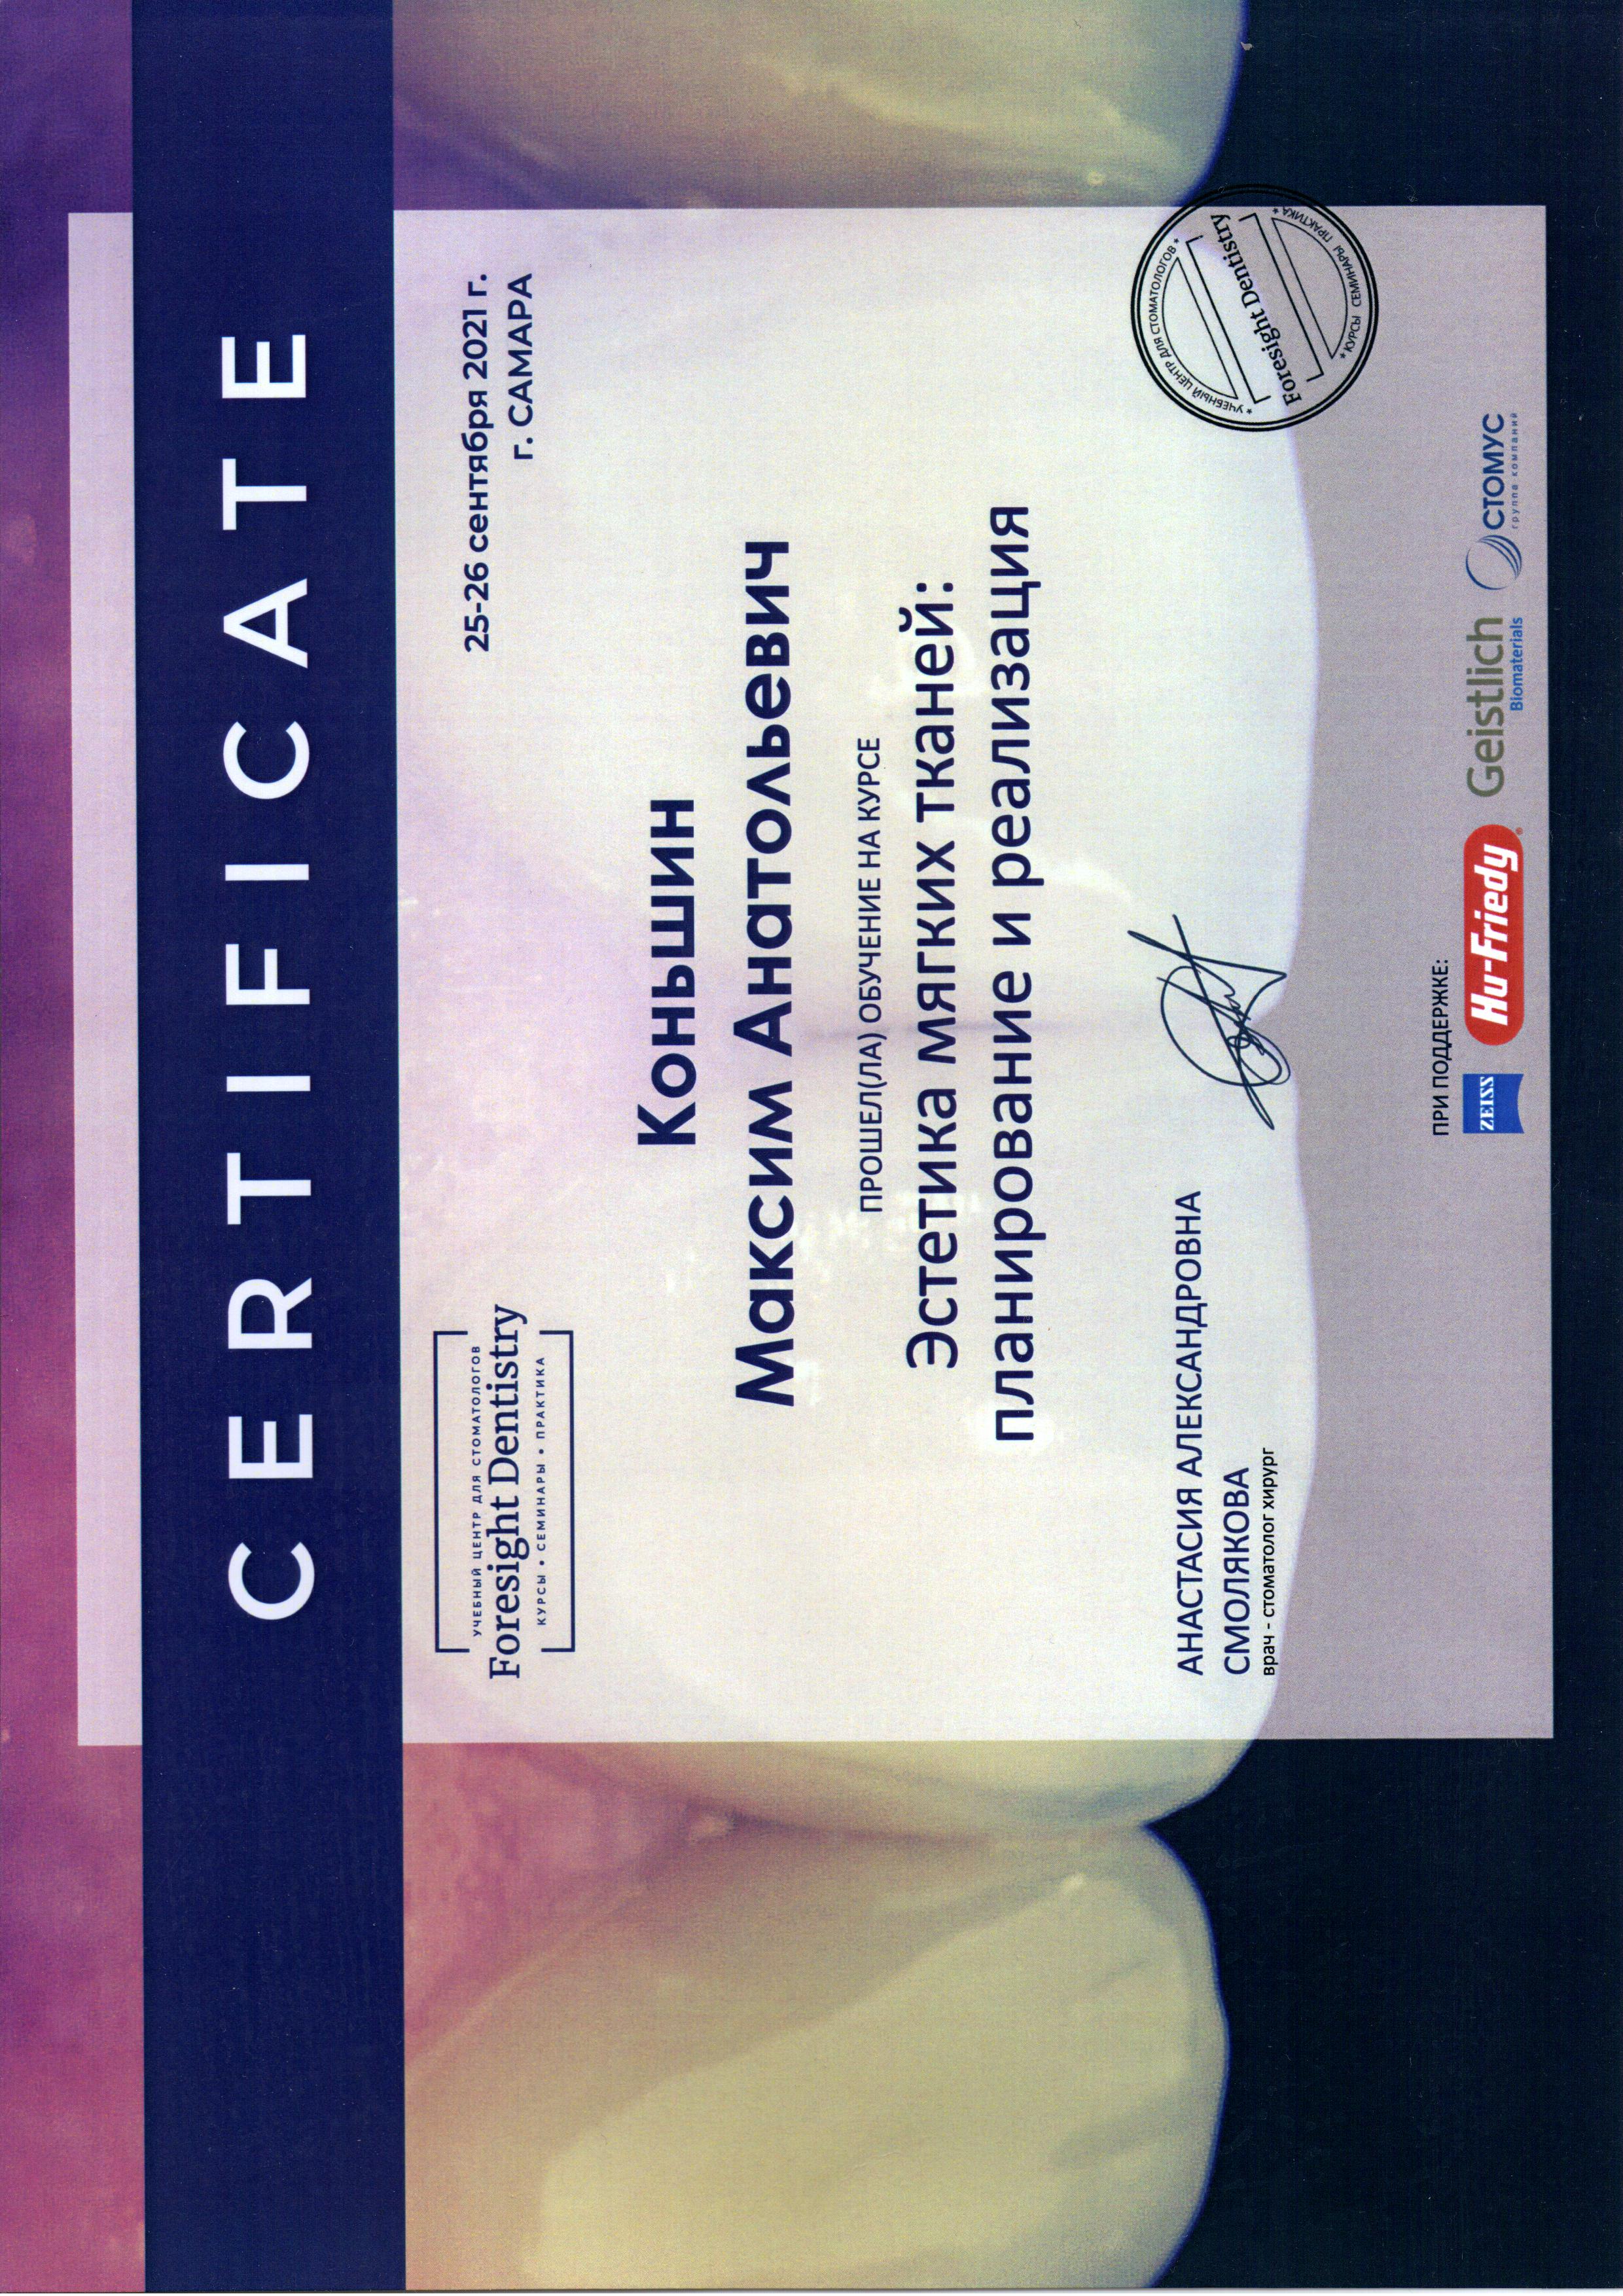 CERTIFICATE
УЧЕБНЫЙ ЦЕНТР ДЛЯ СТОМАТОЛОГОВ
Foresight Dentistry
КУРСЫ • СЕМИНАРЫ • ПРАКТИКА
25-26 сентября 2021 г.
г. САМАРА
Коньшин
Максим Анатольевич
ПРОШЕЛ(ЛА) ОБУЧЕНИЕ НА КУРСЕ
Эстетика мягких тканей:
планирование и реализация
АНАСТАСИЯ АЛЕКСАНДРОВНА
СМОЛЯКОВА
врач - стоматолог хирург
* УЧЕБНЫЙ ЦЕНТР ДЛЯ СТОМАТОЛОГОВ *
Foresight Dentistry
* КУРСЫ СЕМИНАРЫ ПРАКТИКА *
ПРИ ПОДДЕРЖКЕ:
ZEISS
Hu-Friedy
Geistlich
Biomaterials
СТОМУС
группа компаний